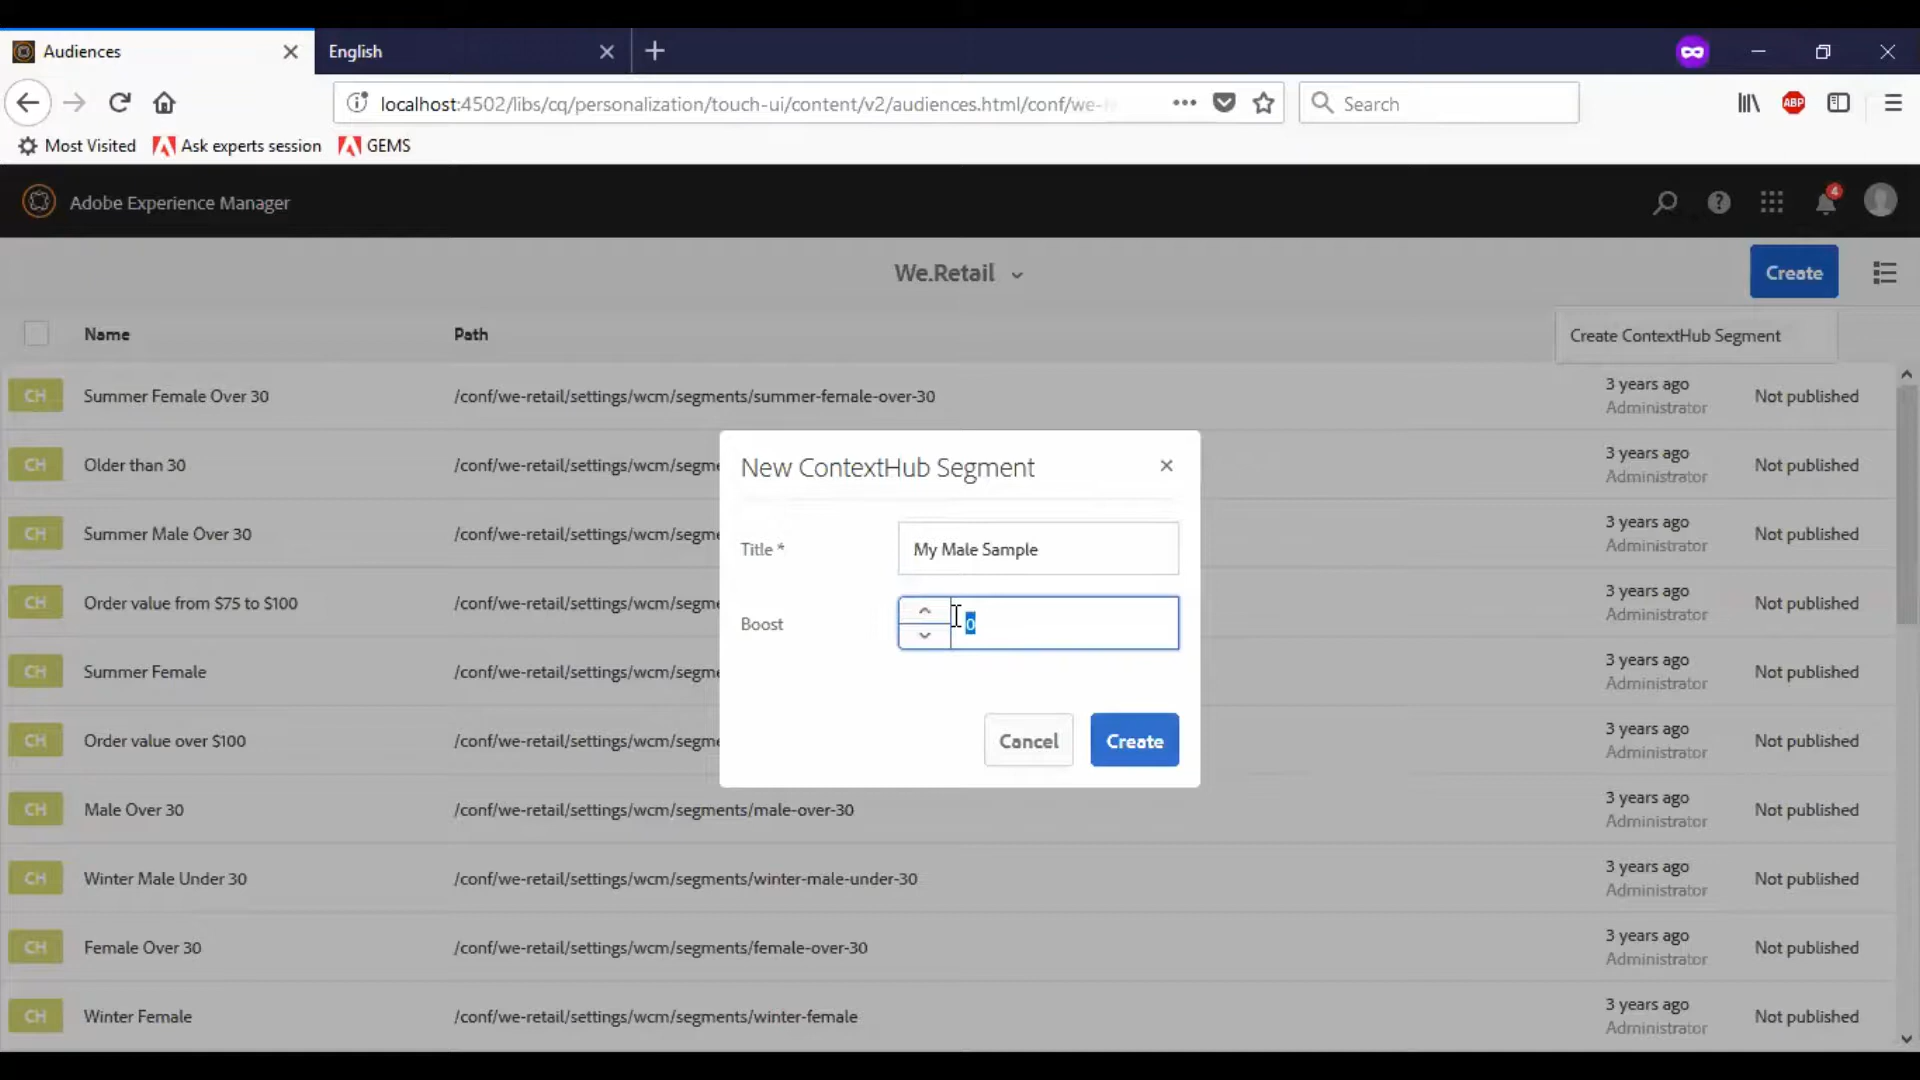 Audiences
English
localhost:4502/libs/cq/personalization/touch-ui/content/v2/audiences.html/conf/we-
Search
ABP
Most Visited
Ask experts session
GEMS
Adobe Experience Manager
4
We.Retail
Create
Name
Path
Create ContextHub Segment
CH
Summer Female Over 30
/conf/we-retail/settings/wcm/segments/summer-female-over-30
3 years ago
Administrator
Not published
CH
Older than 30
/conf/we-retail/settings/wcm/segme
3 years ago
Administrator
Not published
CH
Summer Male Over 30
/conf/we-retail/settings/wcm/segme
3 years ago
Administrator
Not published
CH
Order value from $75 to $100
/conf/we-retail/settings/wcm/segme
3 years ago
Administrator
Not published
CH
Summer Female
/conf/we-retail/settings/wcm/segme
3 years ago
Administrator
Not published
CH
Order value over $100
/conf/we-retail/settings/wcm/segme
3 years ago
Administrator
Not published
CH
Male Over 30
/conf/we-retail/settings/wcm/segments/male-over-30
3 years ago
Administrator
Not published
CH
Winter Male Under 30
/conf/we-retail/settings/wcm/segments/winter-male-under-30
3 years ago
Administrator
Not published
CH
Female Over 30
/conf/we-retail/settings/wcm/segments/female-over-30
3 years ago
Administrator
Not published
CH
Winter Female
/conf/we-retail/settings/wcm/segments/winter-female
3 years ago
Administrator
Not published
New ContextHub Segment
Title *
My Male Sample
Boost
0
Cancel
Create